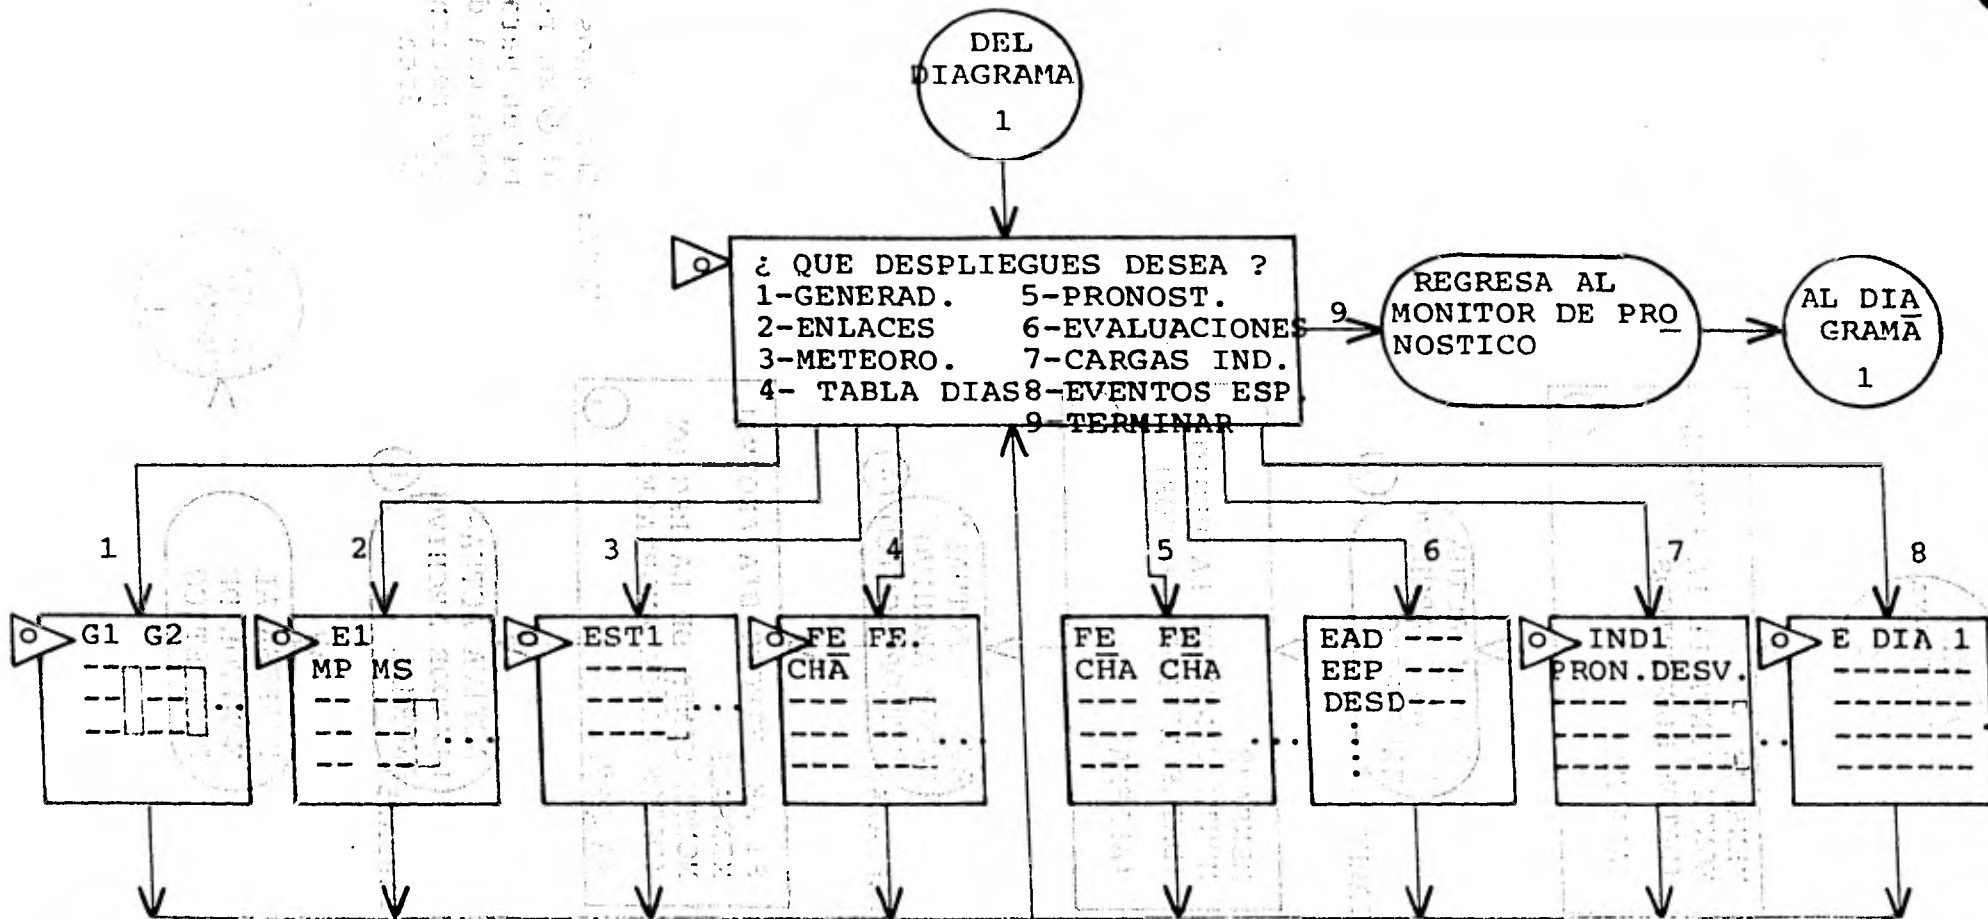 DEL
DIAGRAMA
1
¿ QUE DESPLIEGUES DESEA ?
1-GENERAD. 5-PRONOST.
2-ENLACES 6-EVALUACIONES
3-METEORO. 7-CARGAS IND.
4- TABLA DIAS 8-EVENTOS ESP.
9-TERMINAR
9
REGRESA AL
MONITOR DE PRO
NOSTICO
AL DIA
GRAMA
1
1
2
3
4
5
6
7
8
G1 G2
E1
MP MS
EST1
FE FE.
CHA
FE FE
CHA CHA
EAD ---
EEP ---
DESD---
IND1
PRON.DESV.
E DIA 1